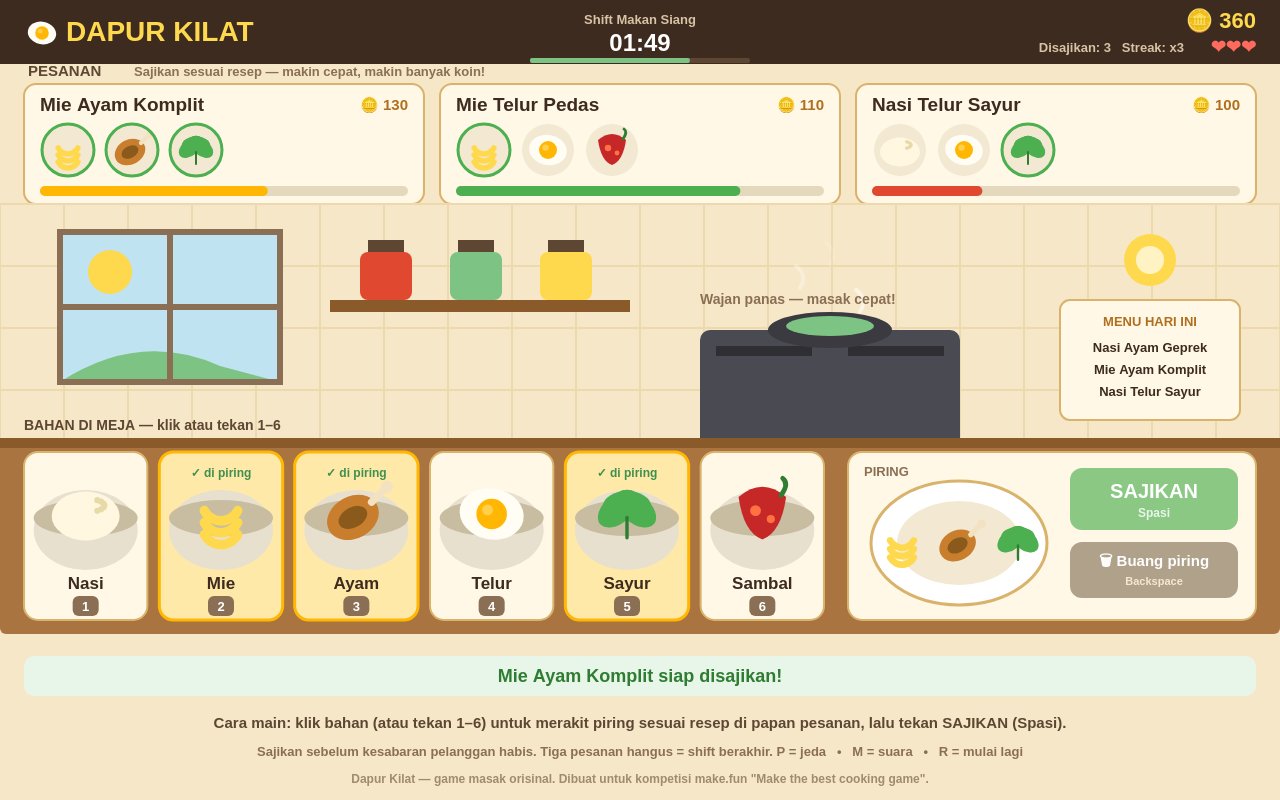 DAPUR KILAT
Shift Makan Siang
01:49
360
Disajikan: 3 Streak: x3
PESANAN Sajikan sesuai resep — makin cepat, makin banyak koin!
Mie Ayam Komplit 130
Mie Telur Pedas 110
Nasi Telur Sayur 100
Wajan panas — masak cepat!
MENU HARI INI
Nasi Ayam Geprek
Mie Ayam Komplit
Nasi Telur Sayur
BAHAN DI MEJA — klik atau tekan 1–6
✓ di piring
✓ di piring
✓ di piring
Nasi
1
Mie
2
Ayam
3
Telur
4
Sayur
5
Sambal
6
PIRING
SAJIKAN
Spasi
Buang piring
Backspace
Mie Ayam Komplit siap disajikan!
Cara main: klik bahan (atau tekan 1–6) untuk merakit piring sesuai resep di papan pesanan, lalu tekan SAJIKAN (Spasi).
Sajikan sebelum kesabaran pelanggan habis. Tiga pesanan hangus = shift berakhir. P = jeda • M = suara • R = mulai lagi
Dapur Kilat — game masak orisinal. Dibuat untuk kompetisi make.fun "Make the best cooking game".